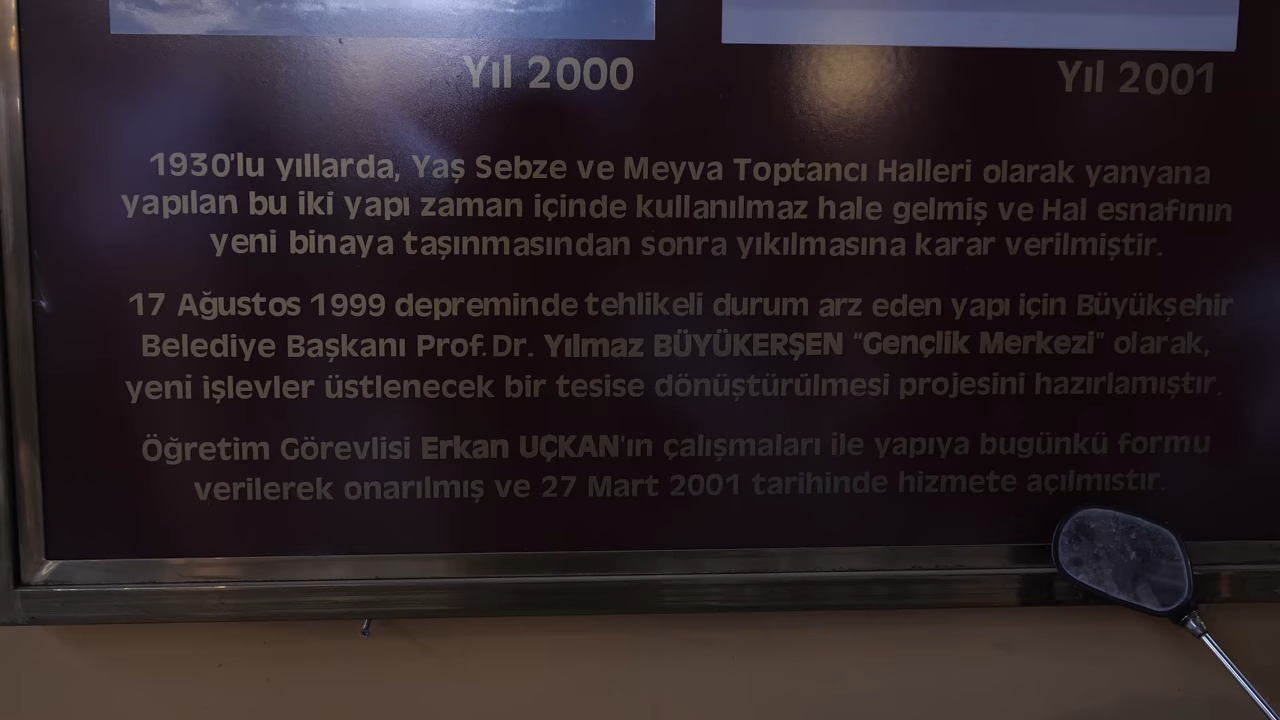 Yıl 2000
Yıl 2001
1930'lu yıllarda, Yaş Sebze ve Meyva Toptancı Halleri olarak yanyana
yapılan bu iki yapı zaman içinde kullanılmaz hale gelmiş ve Hal esnafının
yeni binaya taşınmasından sonra yıkılmasına karar verilmiştir.
17 Ağustos 1999 depreminde tehlikeli durum arz eden yapı için Büyükşehir
Belediye Başkanı Prof.Dr. Yılmaz BÜYÜKERŞEN "Gençlik Merkezi" olarak,
yeni işlevler üstlenecek bir tesise dönüştürülmesi projesini hazırlamıştır.
Öğretim Görevlisi Erkan UÇKAN'ın çalışmaları ile yapıya bugünkü formu
verilerek onarılmış ve 27 Mart 2001 tarihinde hizmete açılmıştır.